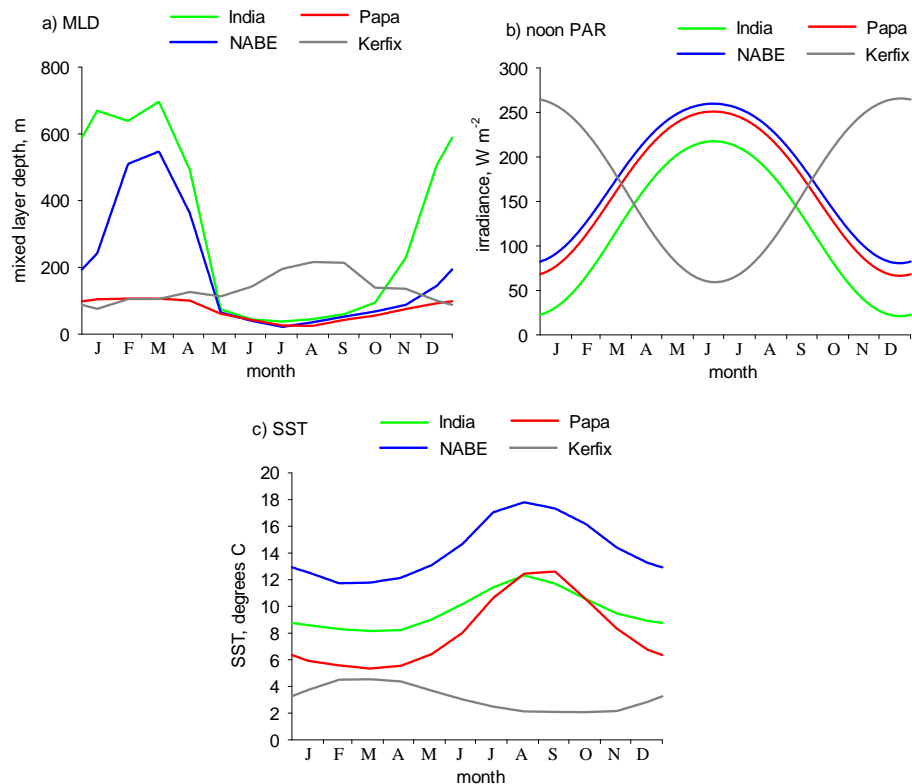 a) MLD
India Papa
NABE Kerfix
mixed layer depth, m
800
600
400
200
0
J F M A M J J A S O N D
month
b) noon PAR
India Papa
NABE Kerfix
irradiance, W m-2
300
250
200
150
100
50
0
J F M A M J J A S O N D
month
c) SST
India Papa
NABE Kerfix
SST, degrees C
20
18
16
14
12
10
8
6
4
2
0
J F M A M J J A S O N D
month